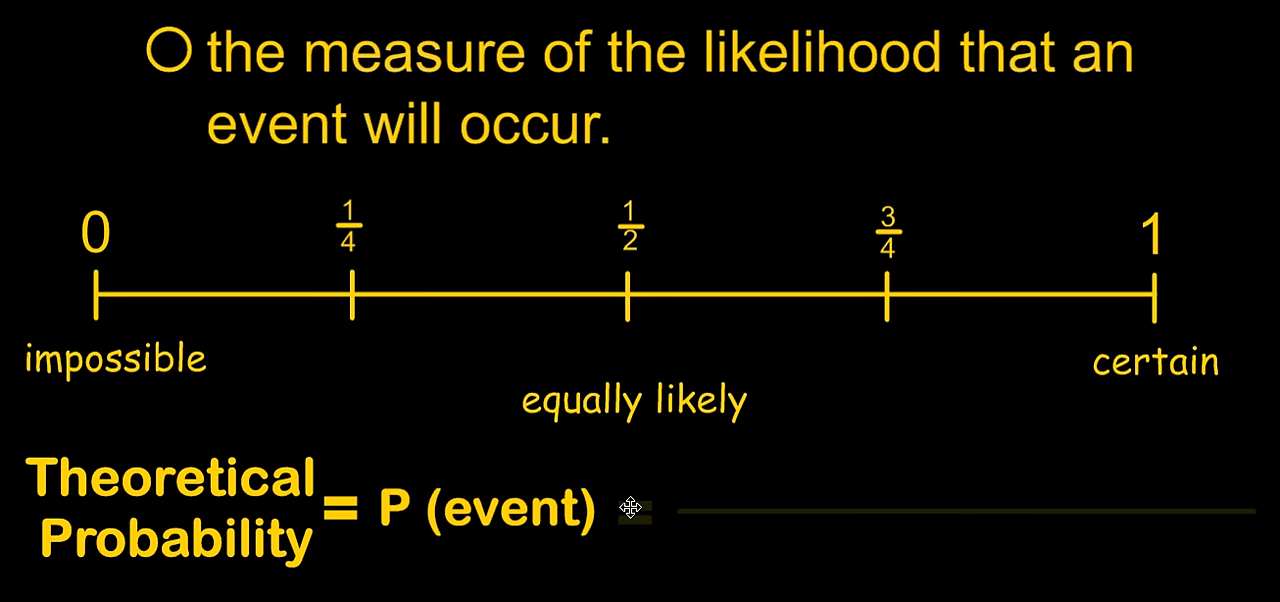 the measure of the likelihood that an
event will occur.
0 1/4 1/2 3/4 1
impossible certain
equally likely
Theoretical
Probability = P (event) =